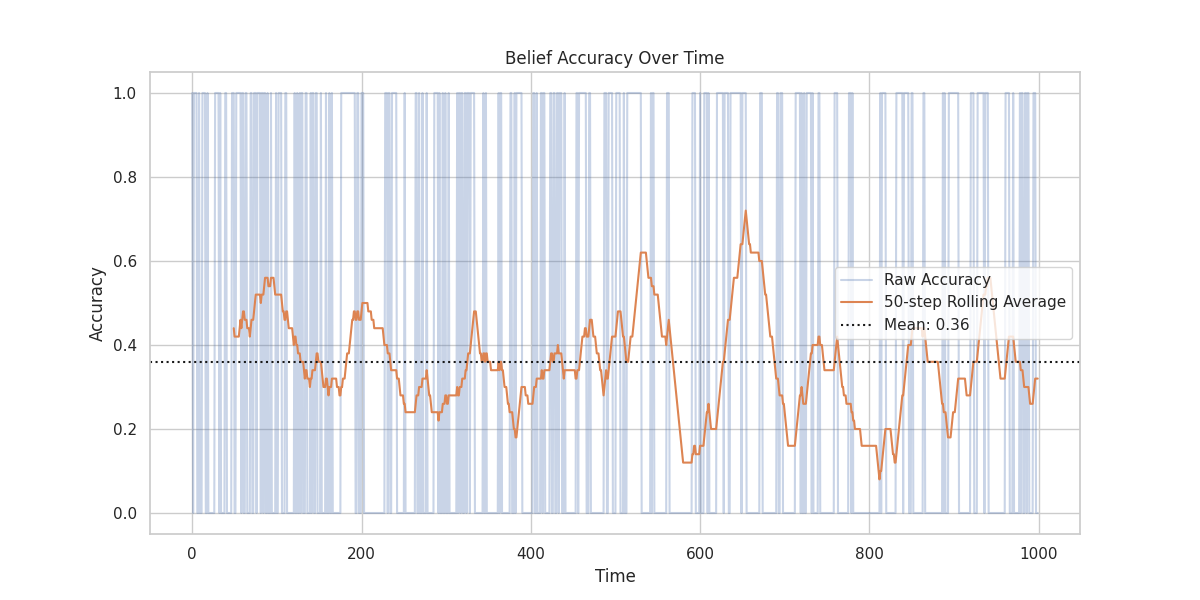 Belief Accuracy Over Time
Accuracy
1.0
0.8
0.6
0.4
0.2
0.0
Raw Accuracy
50-step Rolling Average
Mean: 0.36
0 200 400 600 800 1000
Time